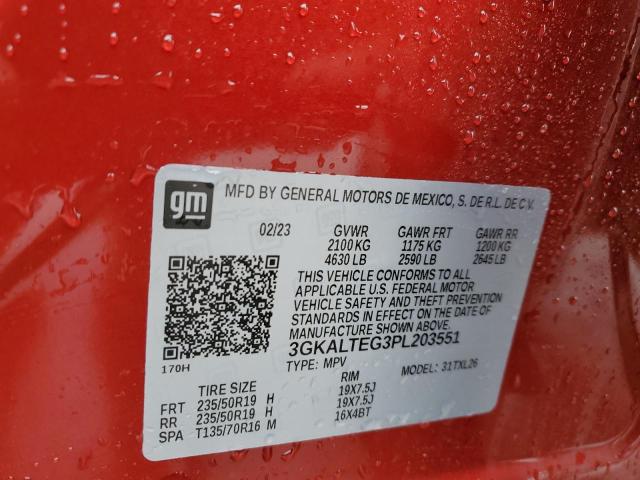 gm
MFD BY GENERAL MOTORS DE MEXICO, S. DE R.L. DE C.V.
02/23 GVWR GAWR FRT GAWR RR
2100 KG 1175 KG 1200 KG
4630 LB 2590 LB 2645 LB
THIS VEHICLE CONFORMS TO ALL
APPLICABLE U.S. FEDERAL MOTOR
VEHICLE SAFETY AND THEFT PREVENTION
STANDARDS IN EFFECT ON THE DATE OF
MANUFACTURE SHOWN ABOVE.
3GKALTEG3PL203551
170H TYPE: MPV MODEL: 31TXL26
TIRE SIZE RIM
FRT 235/50R19 H 19X7.5J
RR 235/50R19 H 19X7.5J
SPA T135/70R16 M 16X4BT